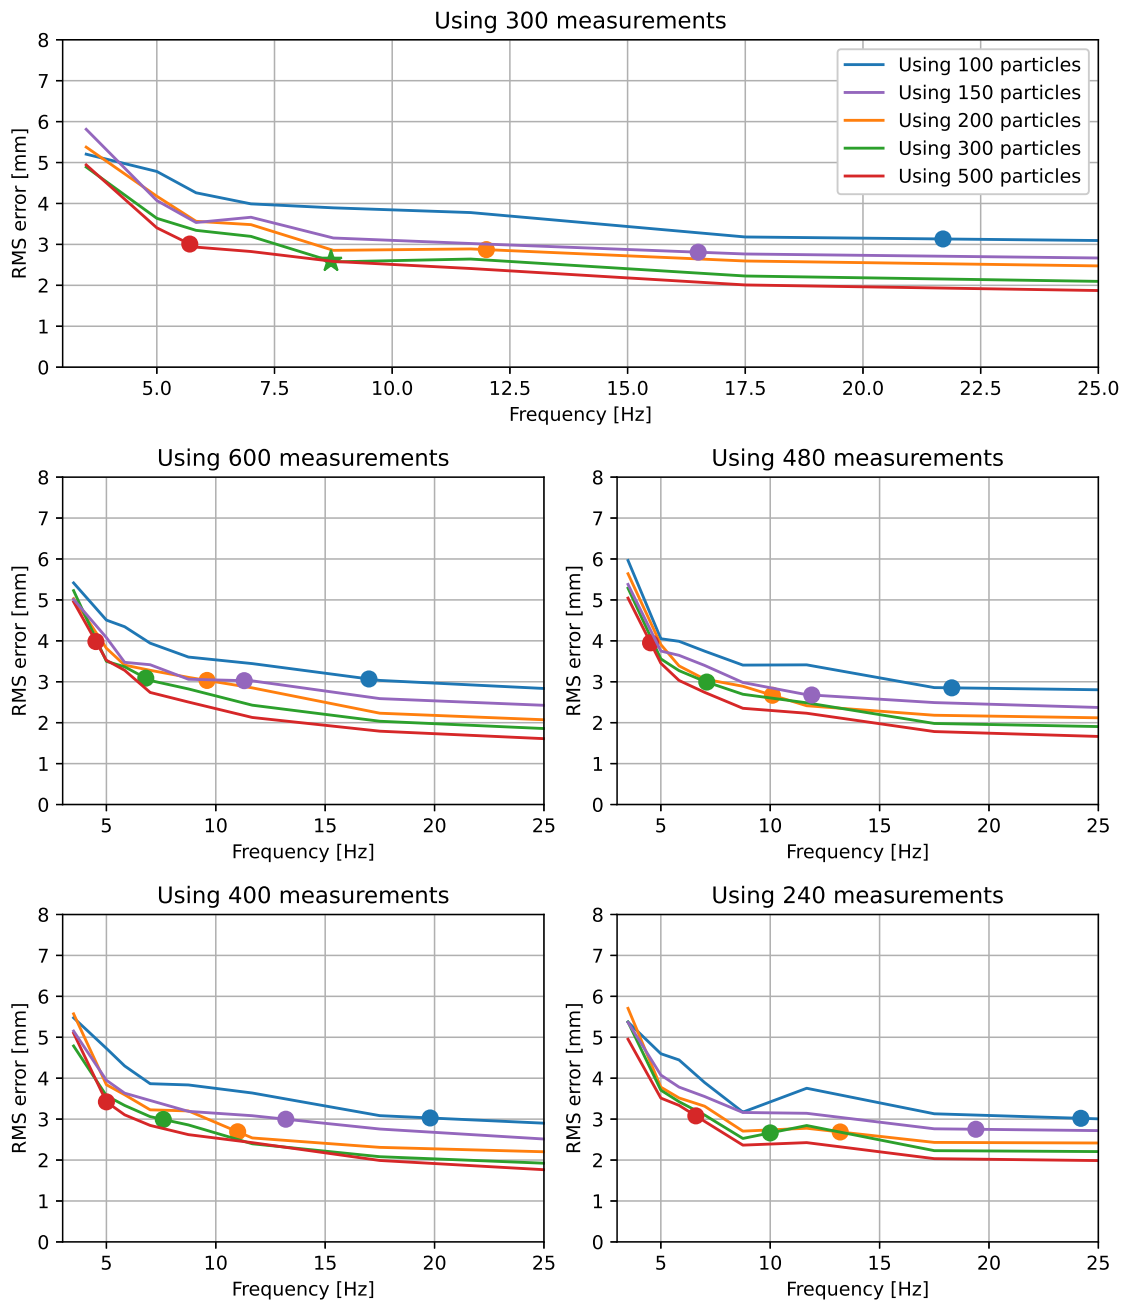 Using 300 measurements
8
7
6
5
4
3
2
1
0
RMS error [mm]
Using 100 particles
Using 150 particles
Using 200 particles
Using 300 particles
Using 500 particles
5.0 7.5 10.0 12.5 15.0 17.5 20.0 22.5 25.0
Frequency [Hz]
Using 600 measurements
8
7
6
5
4
3
2
1
0
RMS error [mm]
5 10 15 20 25
Frequency [Hz]
Using 480 measurements
8
7
6
5
4
3
2
1
0
RMS error [mm]
5 10 15 20 25
Frequency [Hz]
Using 400 measurements
8
7
6
5
4
3
2
1
0
RMS error [mm]
5 10 15 20 25
Frequency [Hz]
Using 240 measurements
8
7
6
5
4
3
2
1
0
RMS error [mm]
5 10 15 20 25
Frequency [Hz]